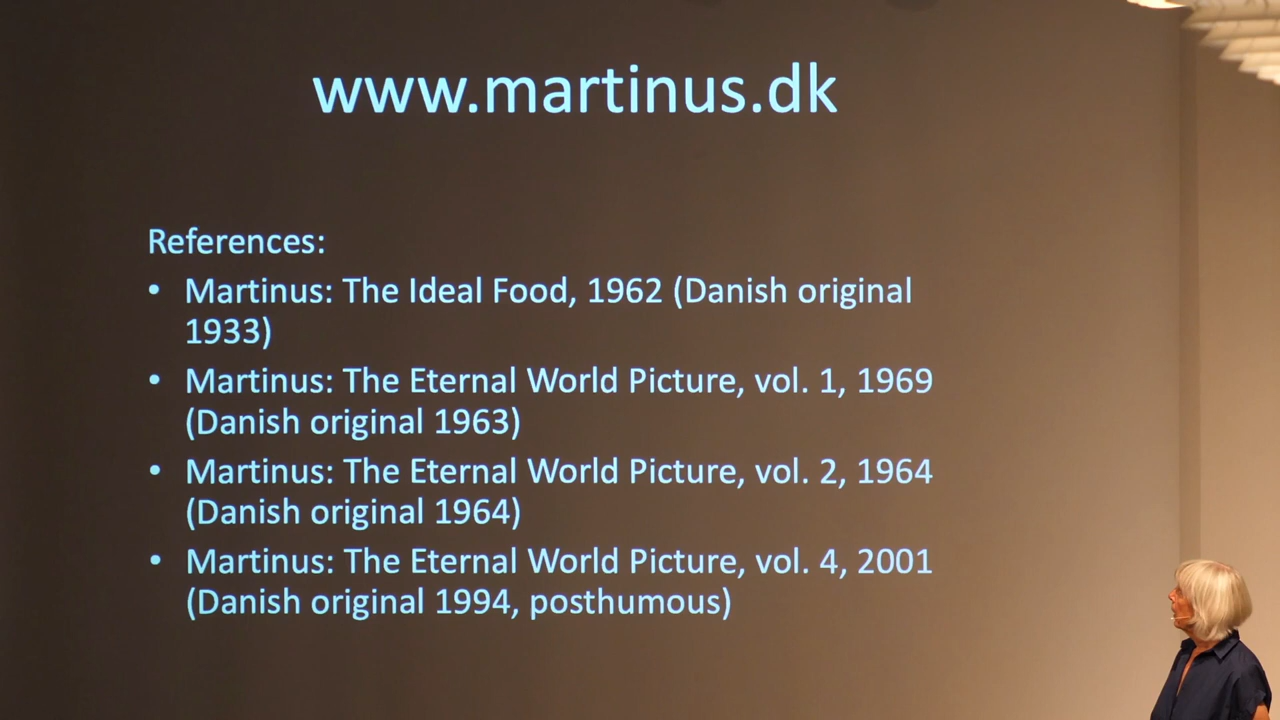 www.martinus.dk
References:
• Martinus: The Ideal Food, 1962 (Danish original
1933)
• Martinus: The Eternal World Picture, vol. 1, 1969
(Danish original 1963)
• Martinus: The Eternal World Picture, vol. 2, 1964
(Danish original 1964)
• Martinus: The Eternal World Picture, vol. 4, 2001
(Danish original 1994, posthumous)